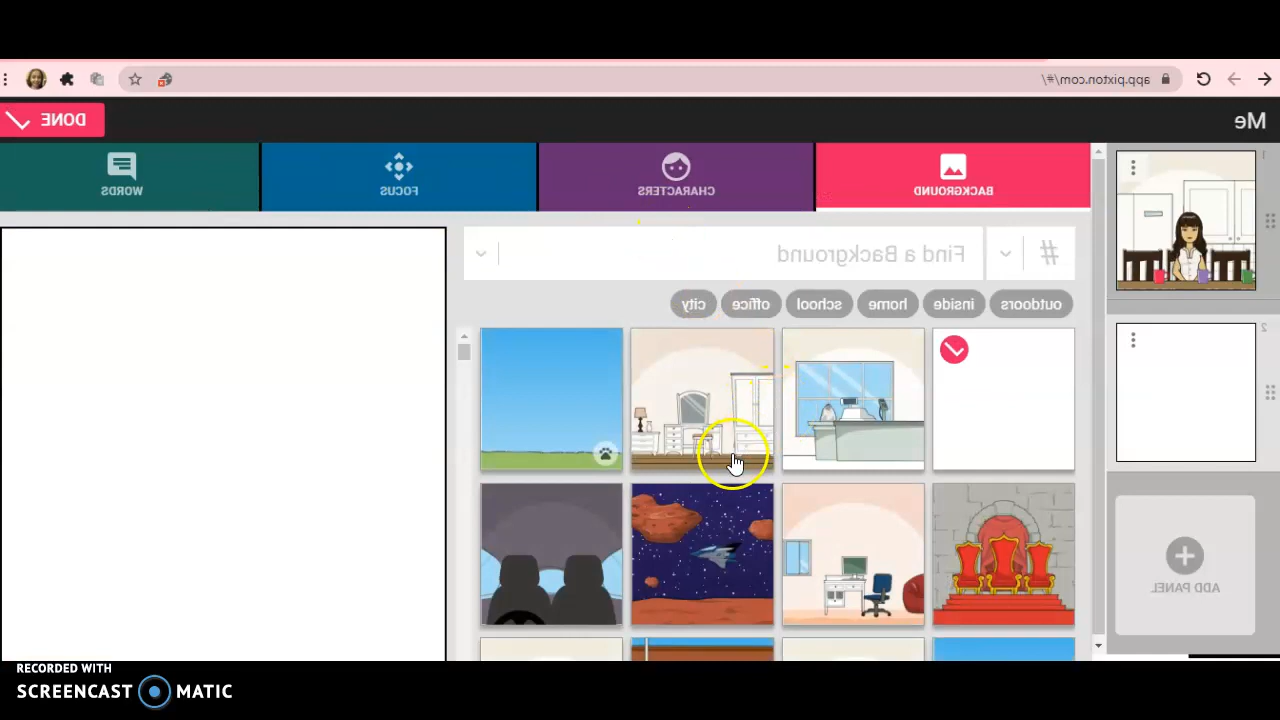 app.pixton.com/#/
Me
DONE
BACKGROUND
CHARACTERS
FOCUS
WORDS
1
# Find a Background
outdoors inside home school office city
2
ADD PANEL
RECORDED WITH
SCREENCAST MATIC